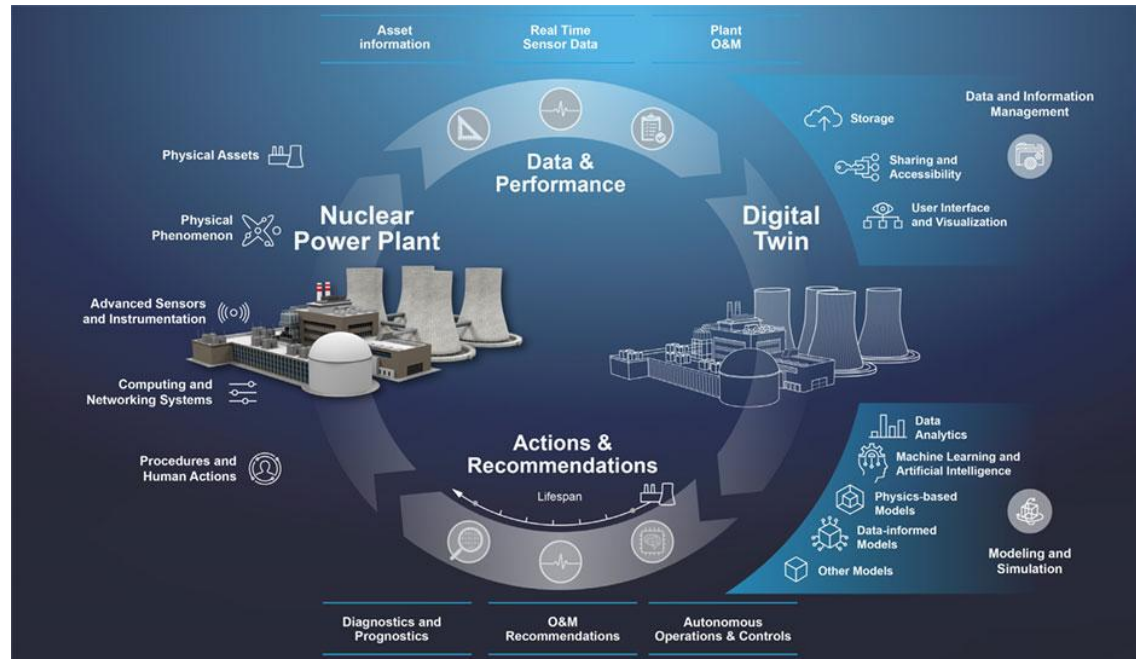 Asset
information
Real Time
Sensor Data
Plant
O&M
Data and Information
Management
Storage
Sharing and
Accessibility
User Interface
and Visualization
Physical Assets
Data &
Performance
Physical
Phenomenon
Nuclear
Power Plant
Digital
Twin
Advanced Sensors
and Instrumentation
Computing and
Networking Systems
Procedures and
Human Actions
Actions &
Recommendations
Lifespan
Data
Analytics
Machine Learning and
Artificial Intelligence
Physics-based
Models
Data-informed
Models
Other Models
Modeling and
Simulation
Diagnostics and
Prognostics
O&M
Recommendations
Autonomous
Operations & Controls